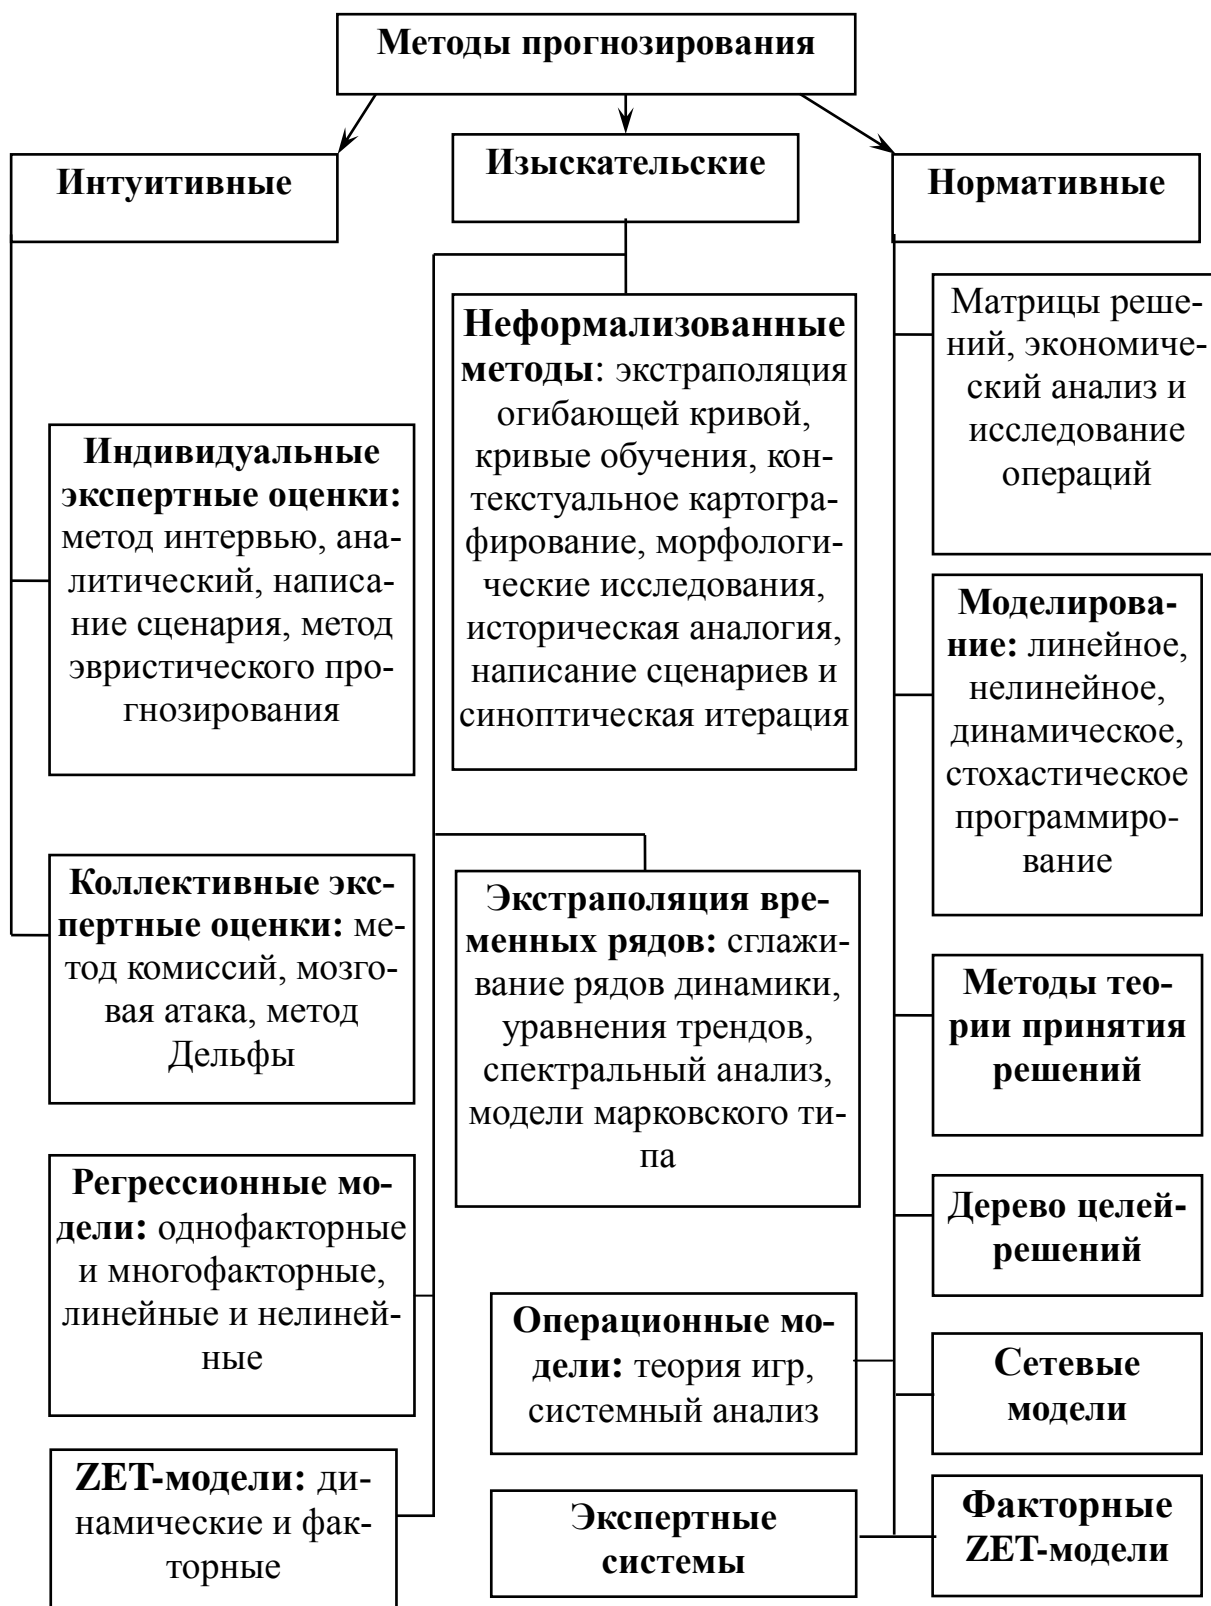 Методы прогнозирования
Интуитивные
Изыскательские
Нормативные
Индивидуальные
экспертные оценки:
метод интервью, ана-
литический, написа-
ние сценария, метод
эвристического про-
гнозирования
Коллективные экс-
пертные оценки: ме-
тод комиссий, мозго-
вая атака, метод
Дельфы
Неформализованные
методы: экстраполяция
огибающей кривой,
кривые обучения, кон-
текстуальное картогра-
фирование, морфологи-
ческие исследования,
историческая аналогия,
написание сценариев и
синоптическая итерация
Экстраполяция вре-
менных рядов: сглажи-
вание рядов динамики,
уравнения трендов,
спектральный анализ,
модели марковского ти-
па
Регрессионные мо-
дели: однофакторные
и многофакторные,
линейные и нелиней-
ные
ZET-модели: ди-
намические и фак-
торные
Матрицы реше-
ний, экономиче-
ский анализ и
исследование
операций
Моделирова-
ние: линейное,
нелинейное,
динамическое,
стохастическое
программиро-
вание
Методы тео-
рии принятия
решений
Дерево целей-
решений
Операционные мо-
дели: теория игр,
системный анализ
Сетевые
модели
Экспертные
системы
Факторные
ZET-модели